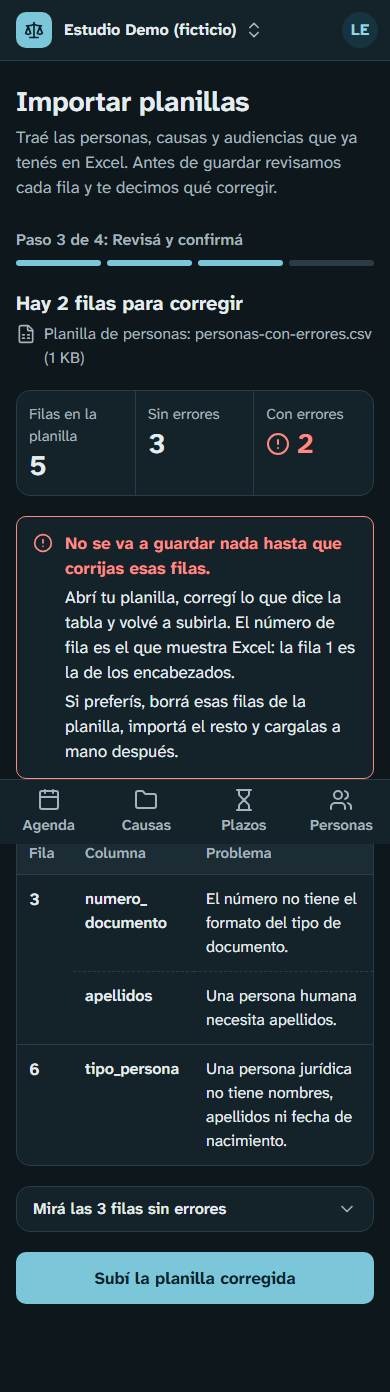 Estudio Demo (ficticio)
LE
Importar planillas
Traé las personas, causas y audiencias que ya
tenés en Excel. Antes de guardar revisamos
cada fila y te decimos qué corregir.
Paso 3 de 4: Revisá y confirmá
Hay 2 filas para corregir
Planilla de personas: personas-con-errores.csv
(1 KB)
Filas en la
planilla
5
Sin errores
3
Con errores
2
No se va a guardar nada hasta que
corrijas esas filas.
Abrí tu planilla, corregí lo que dice la
tabla y volvé a subirla. El número de
fila es el que muestra Excel: la fila 1 es
la de los encabezados.
Si preferís, borrá esas filas de la
planilla, importá el resto y cargalas a
mano después.
Agenda
Causas
Plazos
Personas
Fila
Columna
Problema
3
numero_
documento
El número no tiene el
formato del tipo de
documento.
apellidos
Una persona humana
necesita apellidos.
6
tipo_persona
Una persona jurídica
no tiene nombres,
apellidos ni fecha de
nacimiento.
Mirá las 3 filas sin errores
Subí la planilla corregida